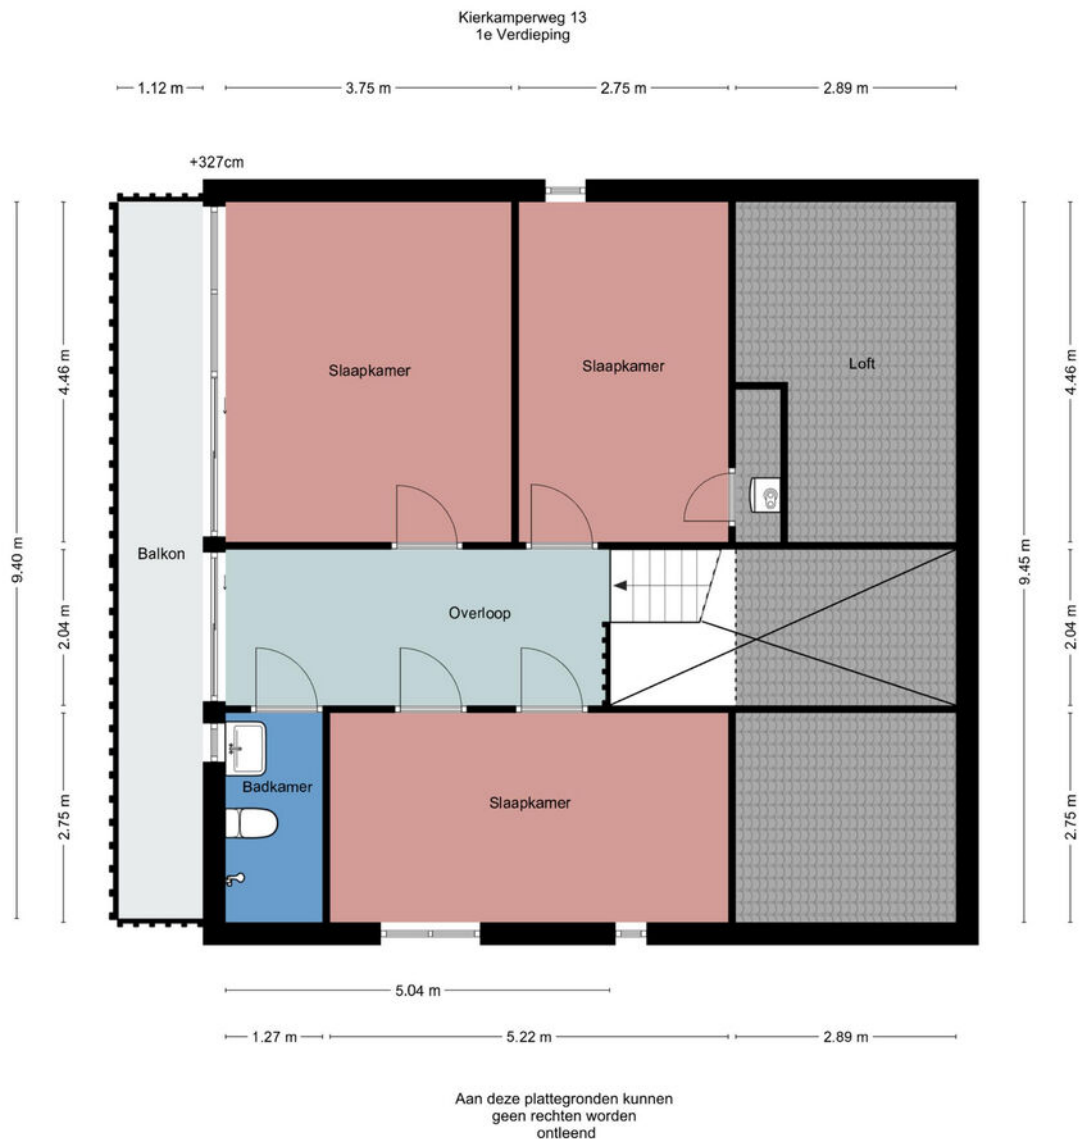 Kierkamperweg 13
1e Verdieping
1.12 m
3.75 m
2.75 m
2.89 m
+327cm
4.46 m
4.46 m
Slaapkamer
Slaapkamer
Loft
9.40 m
9.45 m
Balkon
2.04 m
2.04 m
Overloop
2.75 m
2.75 m
Badkamer
Slaapkamer
5.04 m
1.27 m
5.22 m
2.89 m
Aan deze plattegronden kunnen
geen rechten worden
ontleend